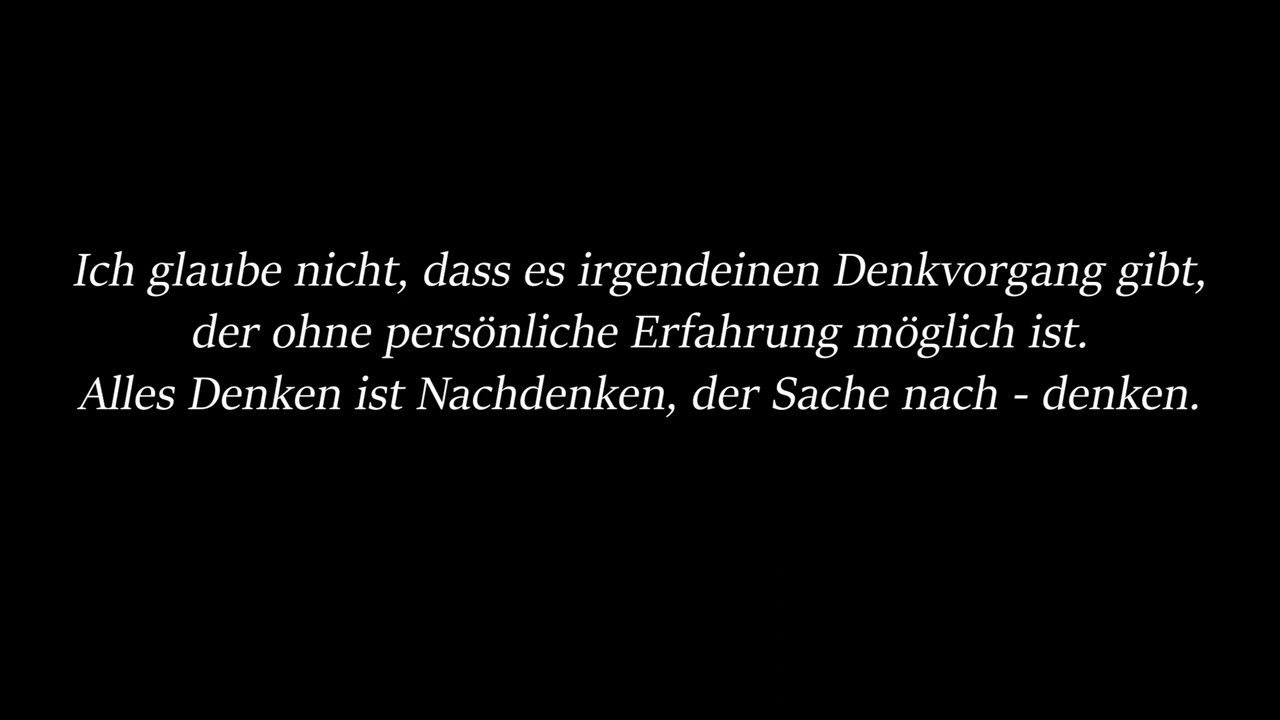 Ich glaube nicht, dass es irgendeinen Denkvorgang gibt,
der ohne persönliche Erfahrung möglich ist.
Alles Denken ist Nachdenken, der Sache nach - denken.